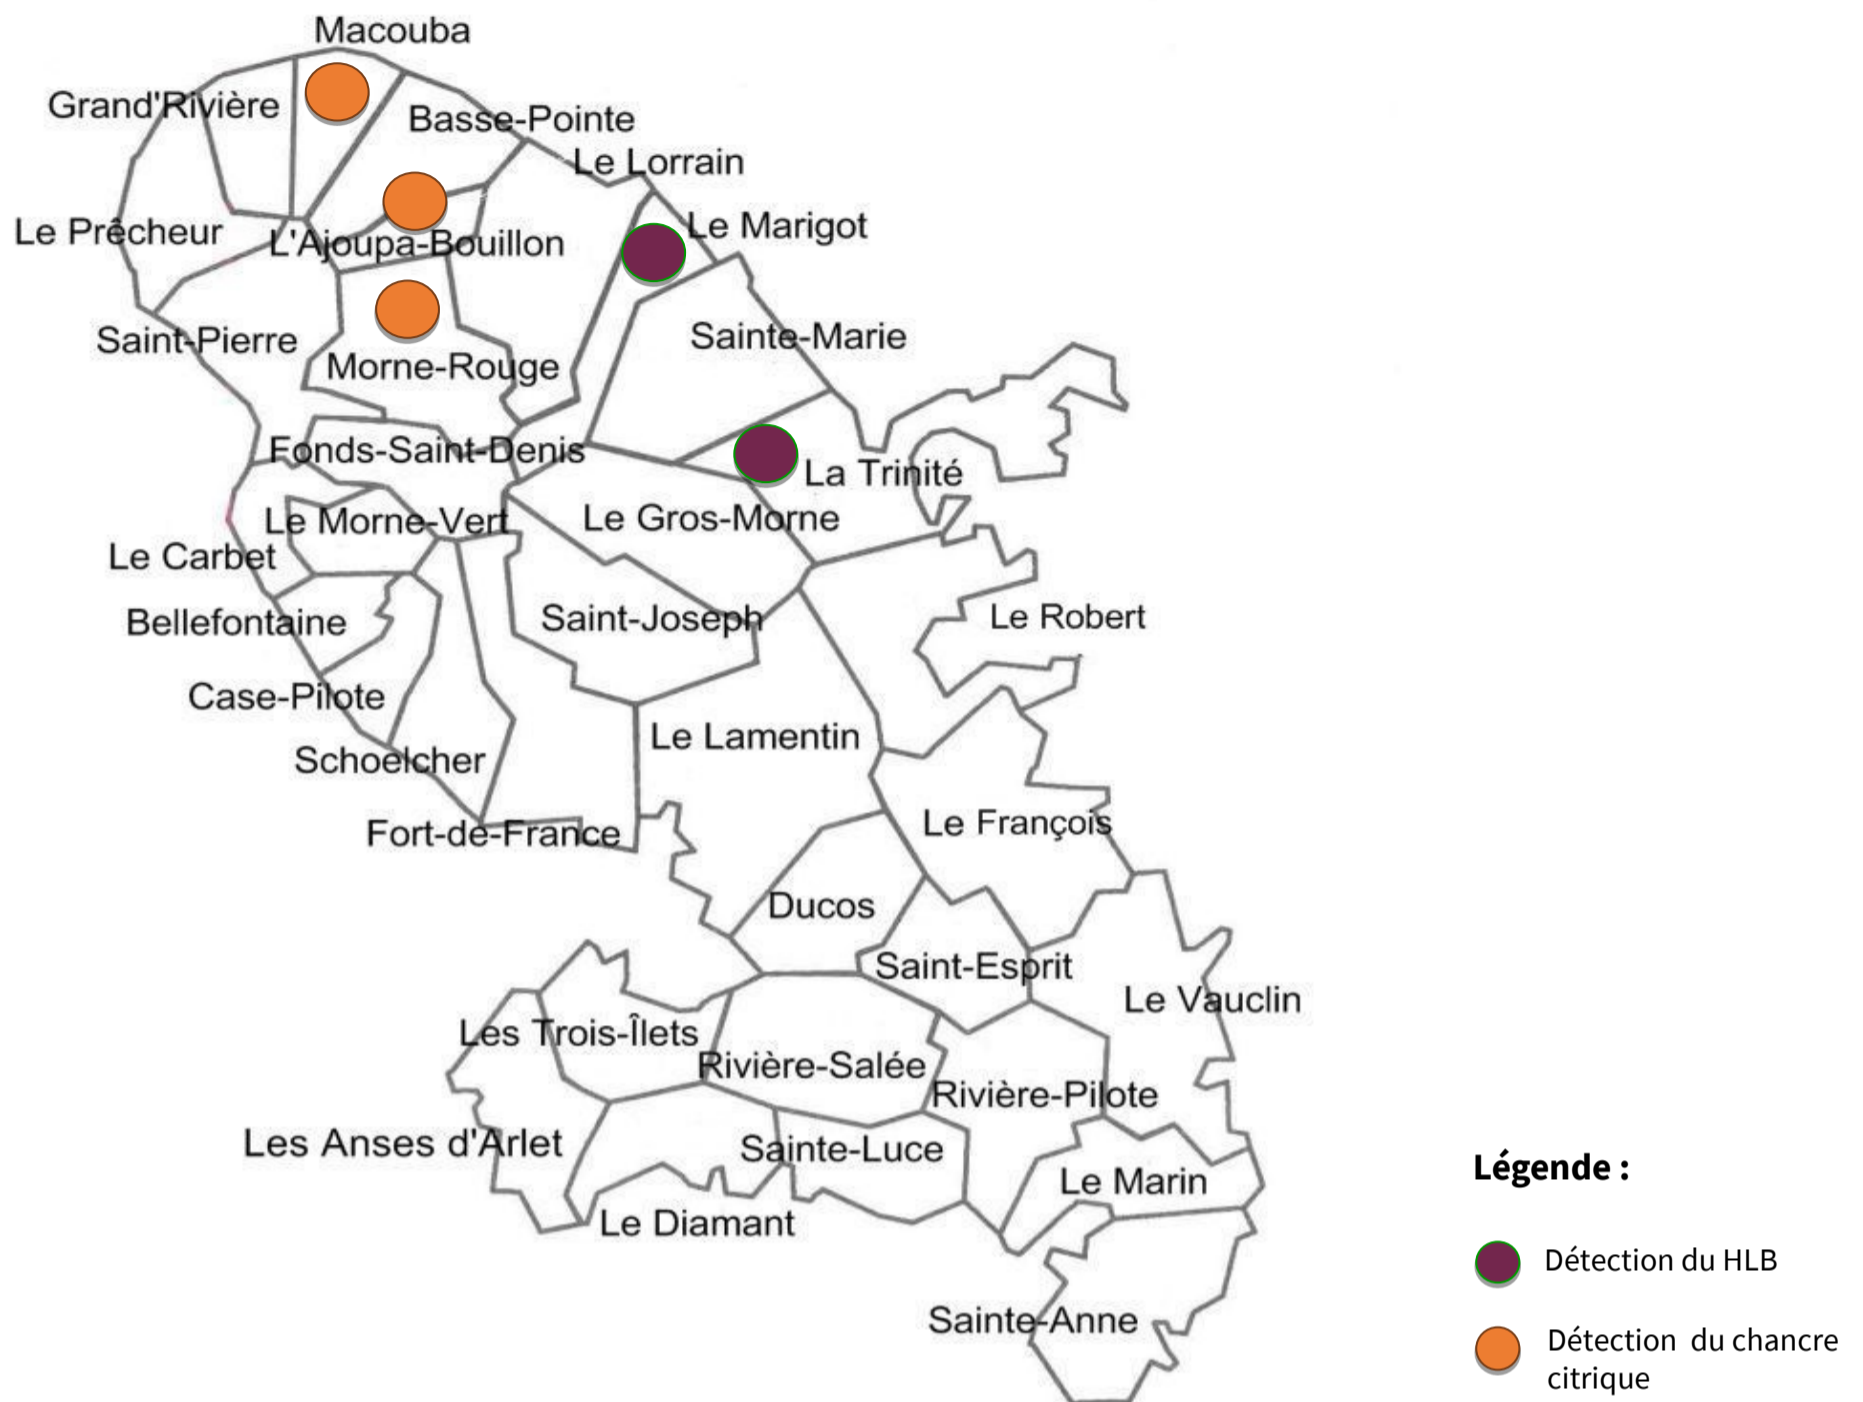 Macouba
Grand'Rivière
Basse-Pointe
Le Lorrain
Le Marigot
Le Prêcheur
L'Ajoupa-Bouillon
Saint-Pierre
Sainte-Marie
Morne-Rouge
Fonds-Saint-Denis
La Trinité
Le Morne-Vert
Le Gros-Morne
Le Carbet
Bellefontaine
Saint-Joseph
Le Robert
Case-Pilote
Le Lamentin
Schoelcher
Fort-de-France
Le François
Ducos
Saint-Esprit
Le Vauclin
Les Trois-Îlets
Rivière-Salée
Rivière-Pilote
Les Anses d'Arlet
Sainte-Luce
Le Marin
Le Diamant
Sainte-Anne
Légende :
Détection du HLB
Détection du chancre
citrique